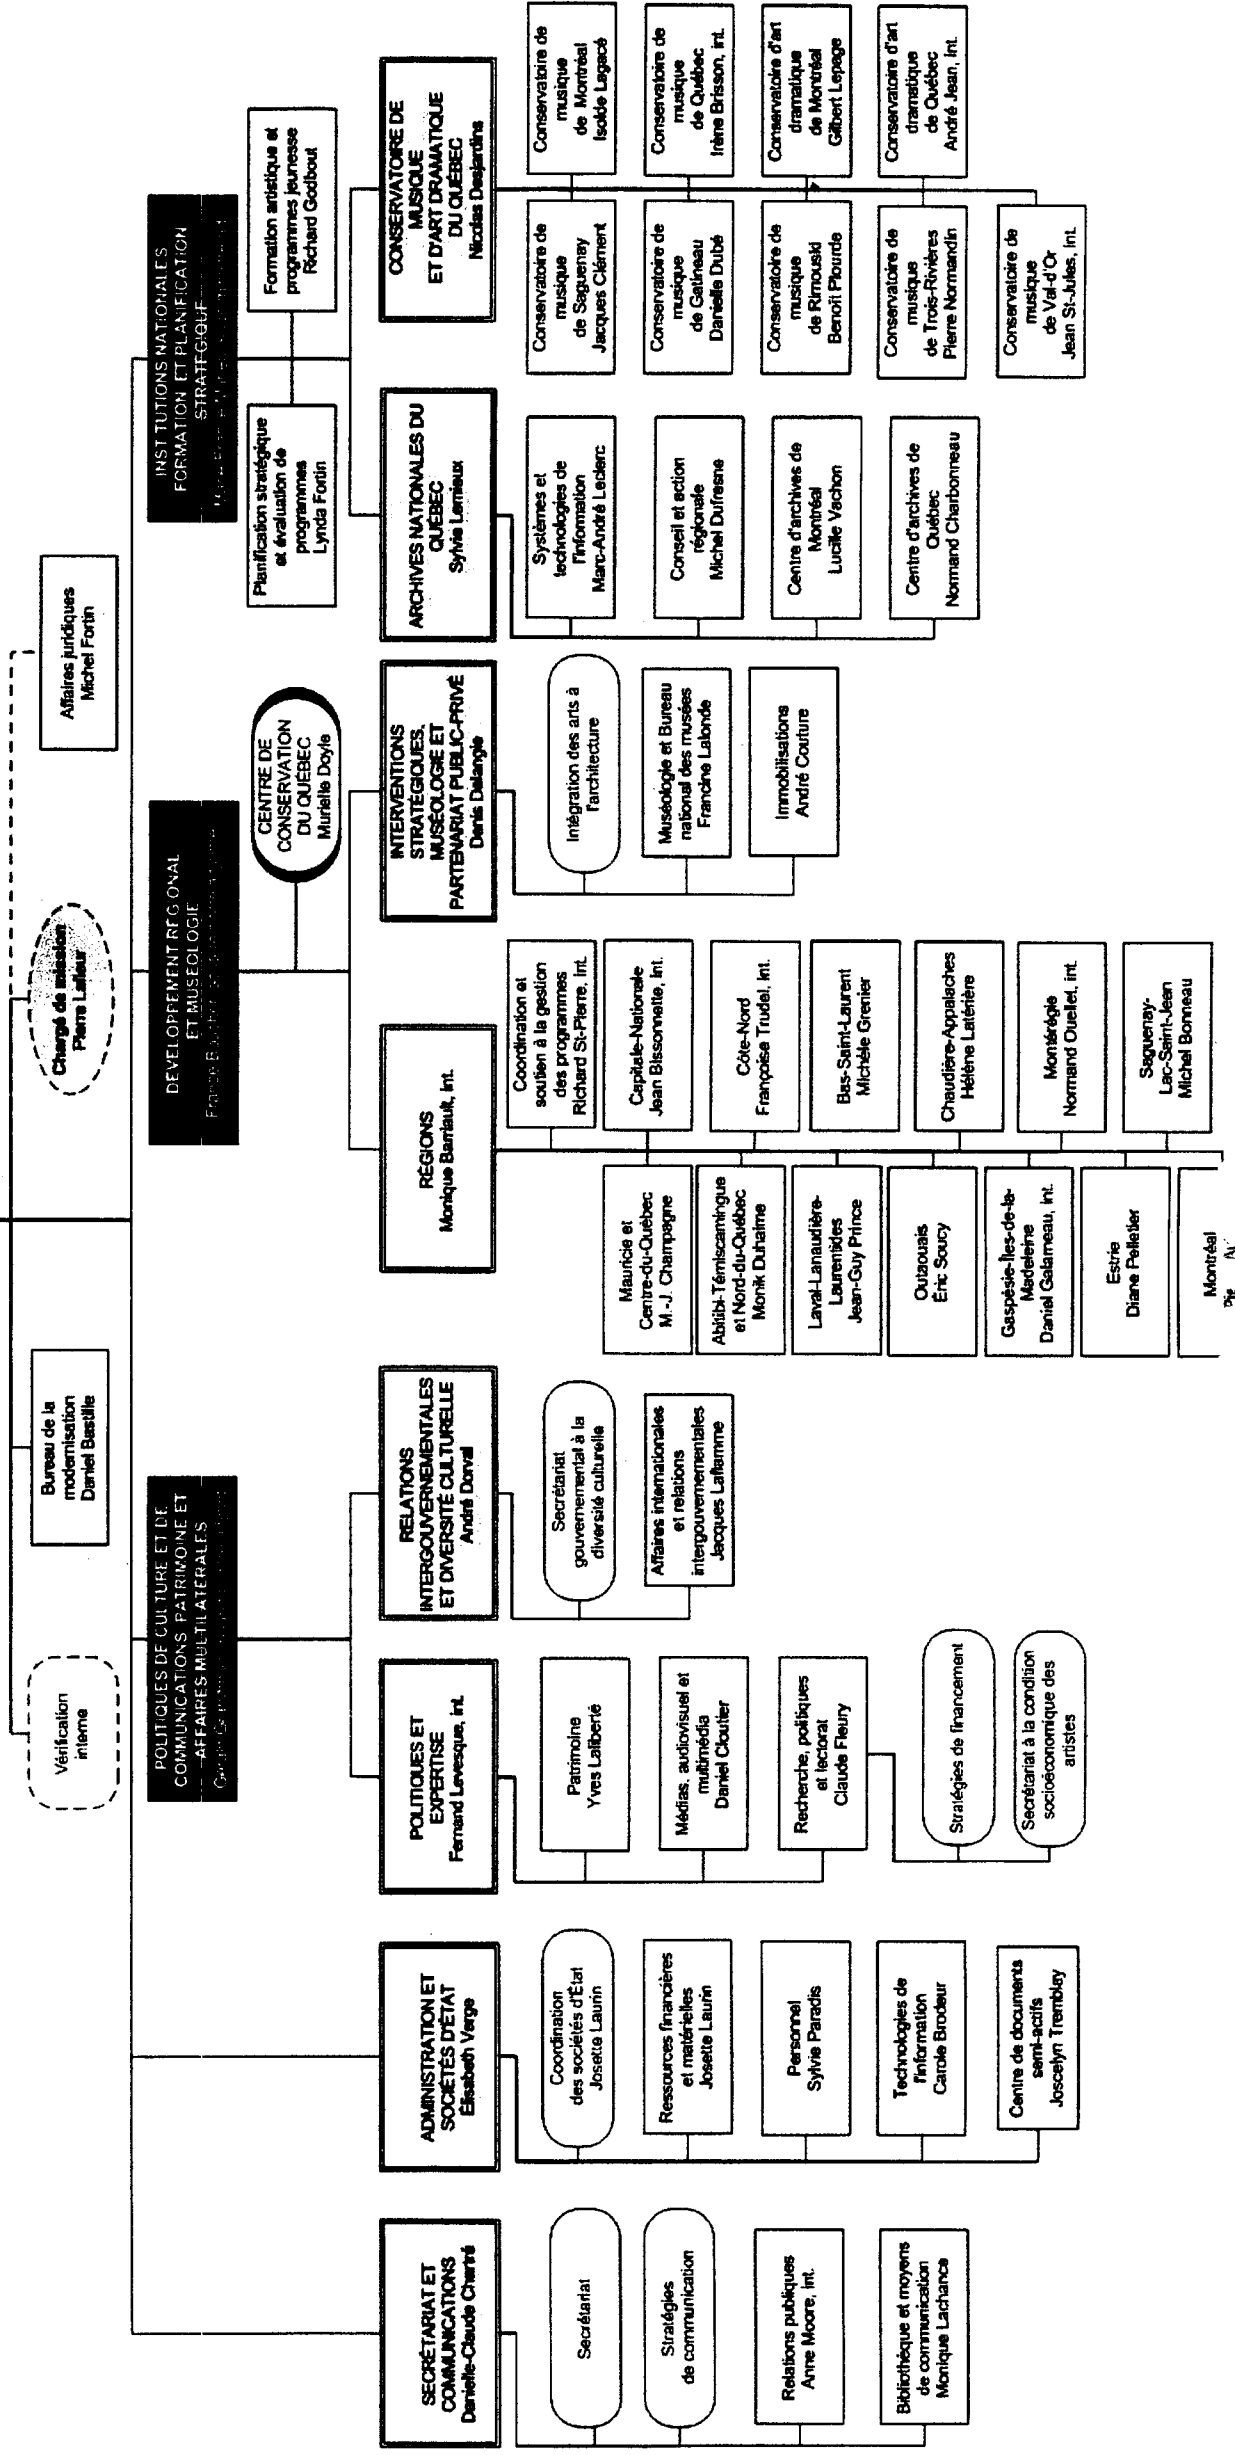 Vérification
interne
Bureau de la
modernisation
Daniel Bastille
Chargé de mission
Pierre Lafleur
Affaires juridiques
Michel Fortin
POLITIQUES DE CULTURE ET DE
COMMUNICATIONS PATRIMOINE ET
AFFAIRES MULTILATÉRALES
DÉVELOPPEMENT RÉGIONAL
ET MUSÉOLOGIE
INSTITUTIONS NATIONALES
FORMATION ET PLANIFICATION
STRATÉGIQUE
CENTRE DE
CONSERVATION
DU QUÉBEC
Murielle Doyle
Planification stratégique
et évaluation de
programmes
Lynda Fortin
Formation artistique et
programmes jeunesse
Richard Godbout
SECRÉTARIAT ET
COMMUNICATIONS
Danielle-Claude Chartré
Secrétariat
Stratégies
de communication
Relations publiques
Anne Moore, int.
Bibliothèque et moyens
de communication
Monique Lachance
ADMINISTRATION ET
SOCIÉTÉS D'ÉTAT
Élisabeth Verge
Coordination
des sociétés d'État
Josette Laurin
Ressources financières
et matérielles
Josette Laurin
Personnel
Sylvie Paradis
Technologies de
l'information
Carole Brodeur
Centre de documents
semi-actifs
Joscelyn Tremblay
POLITIQUES ET
EXPERTISE
Fernand Levesque, int.
Patrimoine
Yves Laliberté
Médias, audiovisuel et
multimédia
Daniel Cloutier
Recherche, politiques
et lectorat
Claude Fleury
Stratégies de financement
Secrétariat à la condition
socioéconomique des
artistes
RELATIONS
INTERGOUVERNEMENTALES
ET DIVERSITÉ CULTURELLE
André Dorval
Secrétariat
gouvernemental à la
diversité culturelle
Affaires internationales
et relations
intergouvernementales
Jacques Laflamme
RÉGIONS
Monique Barriault, int.
Coordination et
soutien à la gestion
des programmes
Richard St-Pierre, int.
Mauricie et
Centre-du-Québec
M.-J. Champagne
Capitale-Nationale
Jean Bissonnette, int.
Abitibi-Témiscamingue
et Nord-du-Québec
Monik Duhaime
Côte-Nord
Françoise Trudel, int.
Laval-Lanaudière-
Laurentides
Jean-Guy Prince
Bas-Saint-Laurent
Michèle Grenier
Outaouais
Éric Soucy
Chaudière-Appalaches
Hélène Latérière
Gaspésie-Îles-de-la-
Madeleine
Daniel Galarneau, int.
Montérégie
Normand Ouellet, int.
Estrie
Diane Pelletier
Saguenay-
Lac-Saint-Jean
Michel Bonneau
Montréal
INTERVENTIONS
STRATÉGIQUES,
MUSÉOLOGIE ET
PARTENARIAT PUBLIC-PRIVÉ
Denis Delangie
Intégration des arts à
l'architecture
Muséologie et Bureau
national des musées
Francine Lalonde
Immobilisations
André Couture
ARCHIVES NATIONALES DU
QUÉBEC
Sylvie Lemieux
Systèmes et
technologies de
l'information
Marc-André Leclerc
Conseil et action
régionale
Michel Dufresne
Centre d'archives de
Montréal
Lucille Vachon
Centre d'archives de
Québec
Normand Charbonneau
CONSERVATOIRE DE
MUSIQUE
ET D'ART DRAMATIQUE
DU QUÉBEC
Nicolas Desjardins
Conservatoire de
musique
de Saguenay
Jacques Clément
Conservatoire de
musique
de Montréal
Isolde Lagacé
Conservatoire de
musique
de Gatineau
Danielle Dubé
Conservatoire de
musique
de Québec
Irène Brisson, int.
Conservatoire de
musique
de Rimouski
Benoît Plourde
Conservatoire d'art
dramatique
de Montréal
Gilbert Lepage
Conservatoire de
musique
de Trois-Rivières
Pierre Normandin
Conservatoire d'art
dramatique
de Québec
André Jean, int.
Conservatoire de
musique
de Val-d'Or
Jean St-Jules, int.